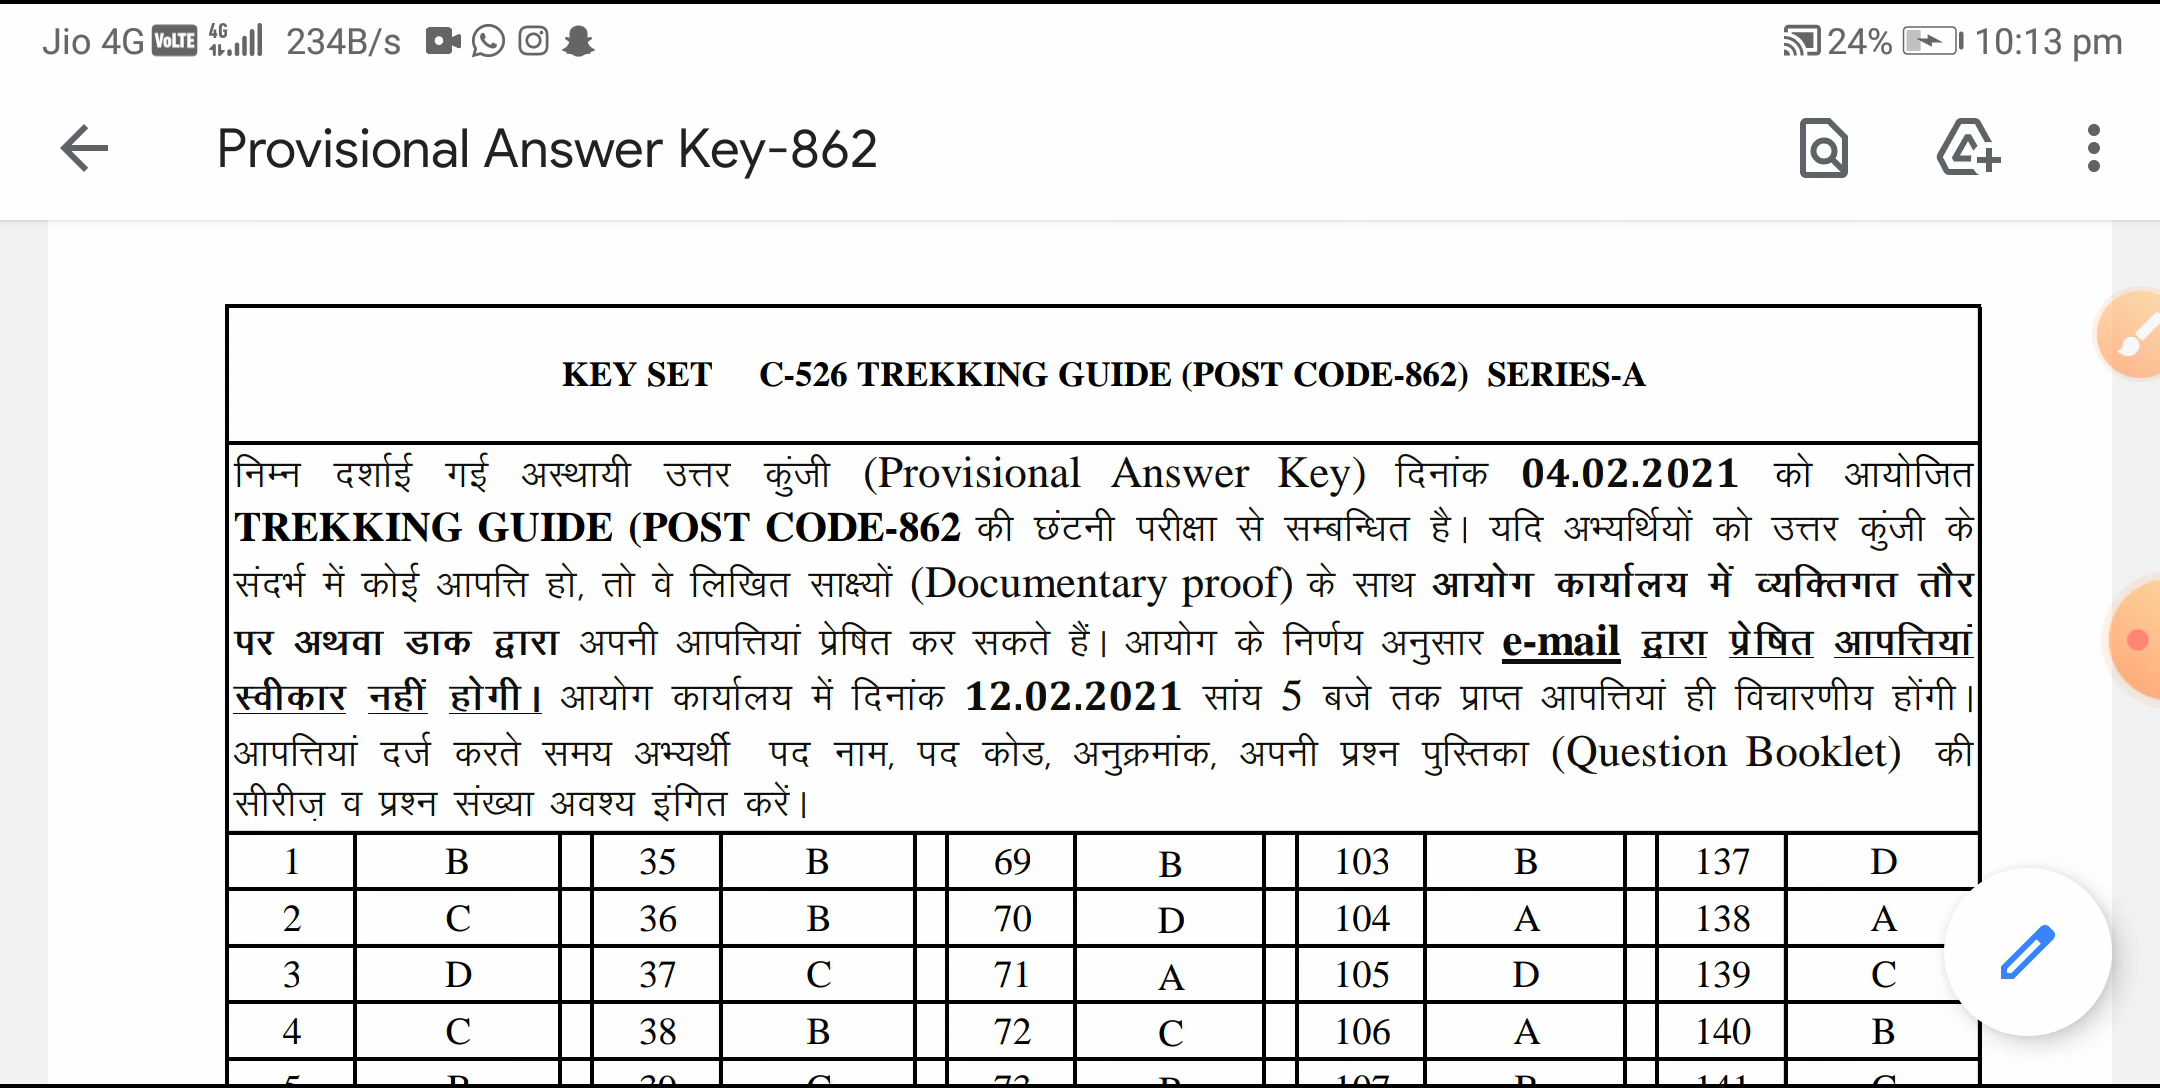 Jio 4G VoLTE 4G 234B/s 24% 10:13 pm
Provisional Answer Key-862
KEY SET C-526 TREKKING GUIDE (POST CODE-862) SERIES-A
निम्न दर्शाई गई अस्थायी उत्तर कुंजी (Provisional Answer Key) दिनांक 04.02.2021 को आयोजित
TREKKING GUIDE (POST CODE-862 की छंटनी परीक्षा से सम्बन्धित है। यदि अभ्यर्थियों को उत्तर कुंजी के
संदर्भ में कोई आपत्ति हो, तो वे लिखित साक्ष्यों (Documentary proof) के साथ आयोग कार्यालय में व्यक्तिगत तौर
पर अथवा डाक द्वारा अपनी आपत्तियां प्रेषित कर सकते हैं। आयोग के निर्णय अनुसार e-mail द्वारा प्रेषित आपत्तियां
स्वीकार नहीं होगी। आयोग कार्यालय में दिनांक 12.02.2021 सांय 5 बजे तक प्राप्त आपत्तियां ही विचारणीय होंगी।
आपत्तियां दर्ज करते समय अभ्यर्थी पद नाम, पद कोड, अनुक्रमांक, अपनी प्रश्न पुस्तिका (Question Booklet) की
सीरीज़ व प्रश्न संख्या अवश्य इंगित करें।
1 B 35 B 69 B 103 B 137 D
2 C 36 B 70 D 104 A 138 A
3 D 37 C 71 A 105 D 139 C
4 C 38 B 72 C 106 A 140 B